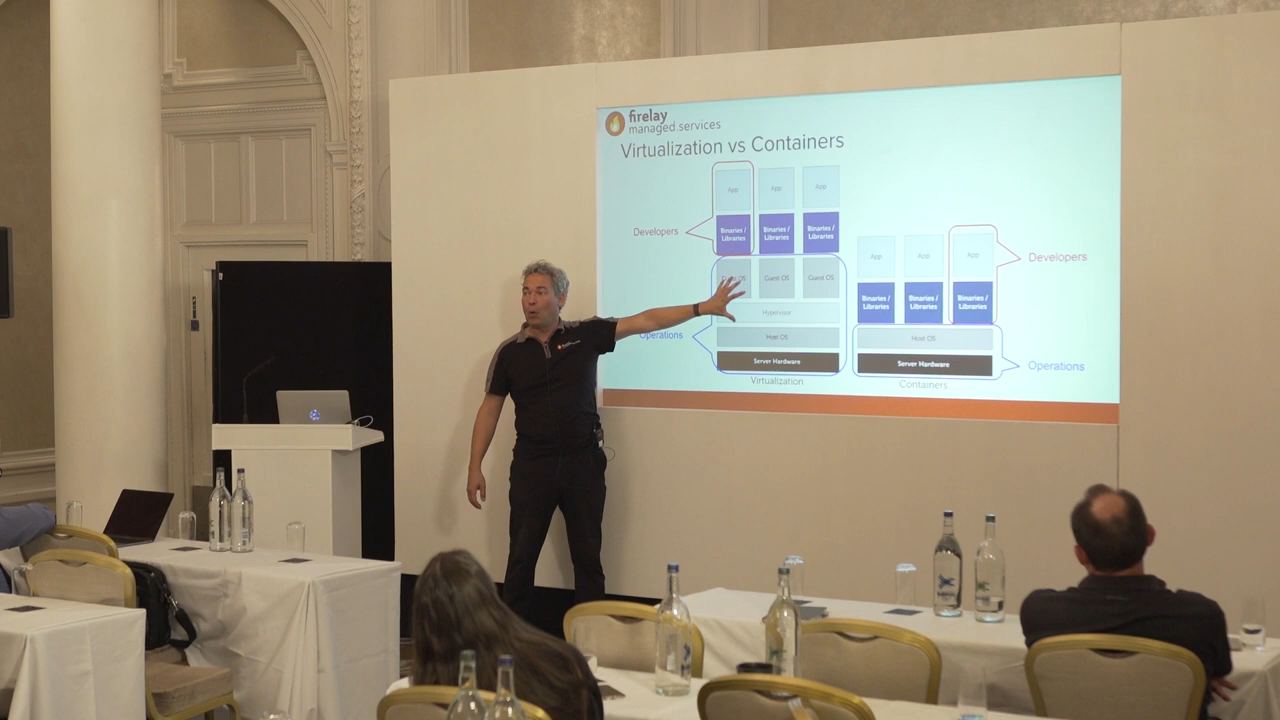 firelay
managed services
Virtualization vs Containers
App
App
App
Developers
Binaries /
Libraries
Binaries /
Libraries
Binaries /
Libraries
Guest OS
Guest OS
Guest OS
Hypervisor
Operations
Host OS
Server Hardware
Virtualization
App
App
App
Developers
Binaries /
Libraries
Binaries /
Libraries
Binaries /
Libraries
Host OS
Server Hardware
Operations
Containers